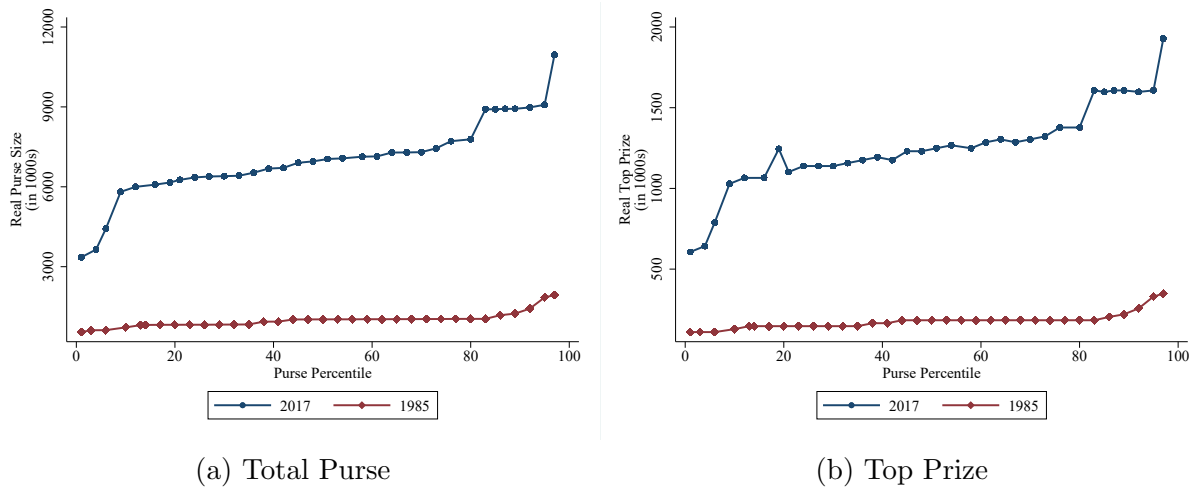 12000
9000
6000
3000
Real Purse Size
(in 1000s)
0 20 40 60 80 100
Purse Percentile
2017 1985
(a) Total Purse
2000
1500
1000
500
Real Top Prize
(in 1000s)
0 20 40 60 80 100
Purse Percentile
2017 1985
(b) Top Prize